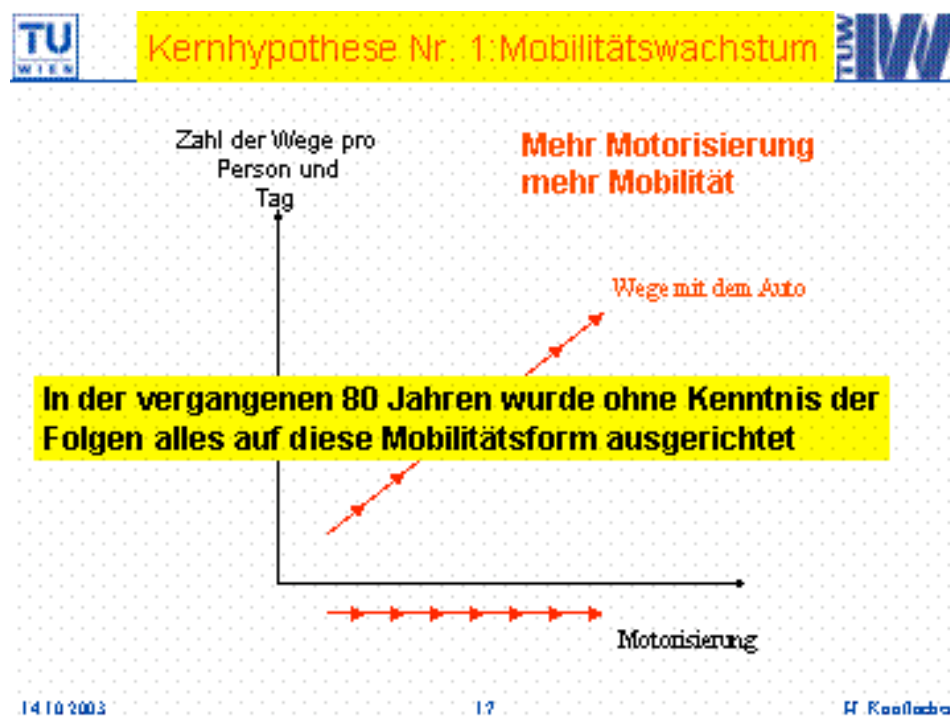 TU
WIEN
Kernhypothese Nr. 1:Mobilitätswachstum
TUW
Zahl der Wege pro
Person und
Tag
Mehr Motorisierung
mehr Mobilität
Wege mit dem Auto
In der vergangenen 80 Jahren wurde ohne Kenntnis der
Folgen alles auf diese Mobilitätsform ausgerichtet
Motorisierung
14 10 2003
17
H